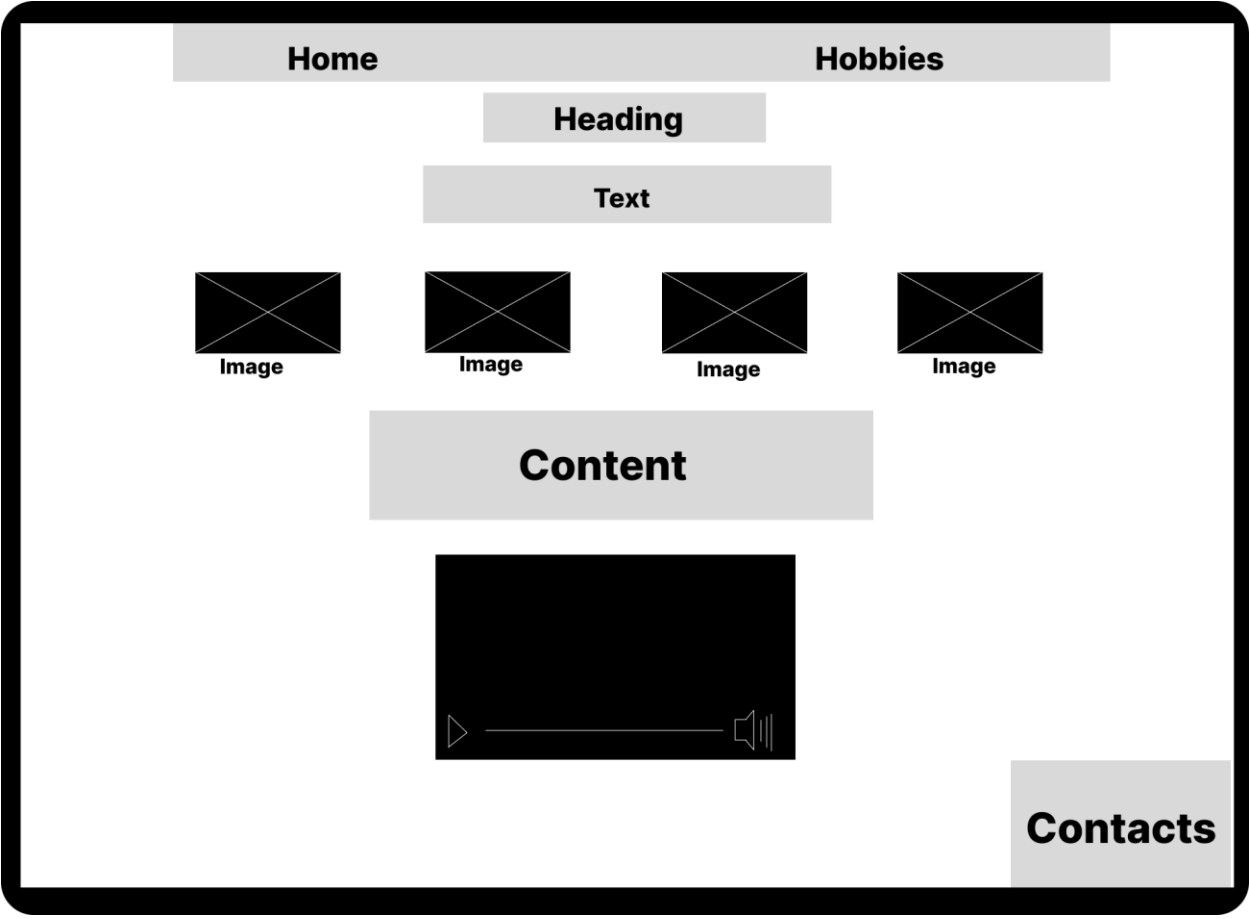 Home Hobbies
Heading
Text
Image Image Image Image
Content
Contacts